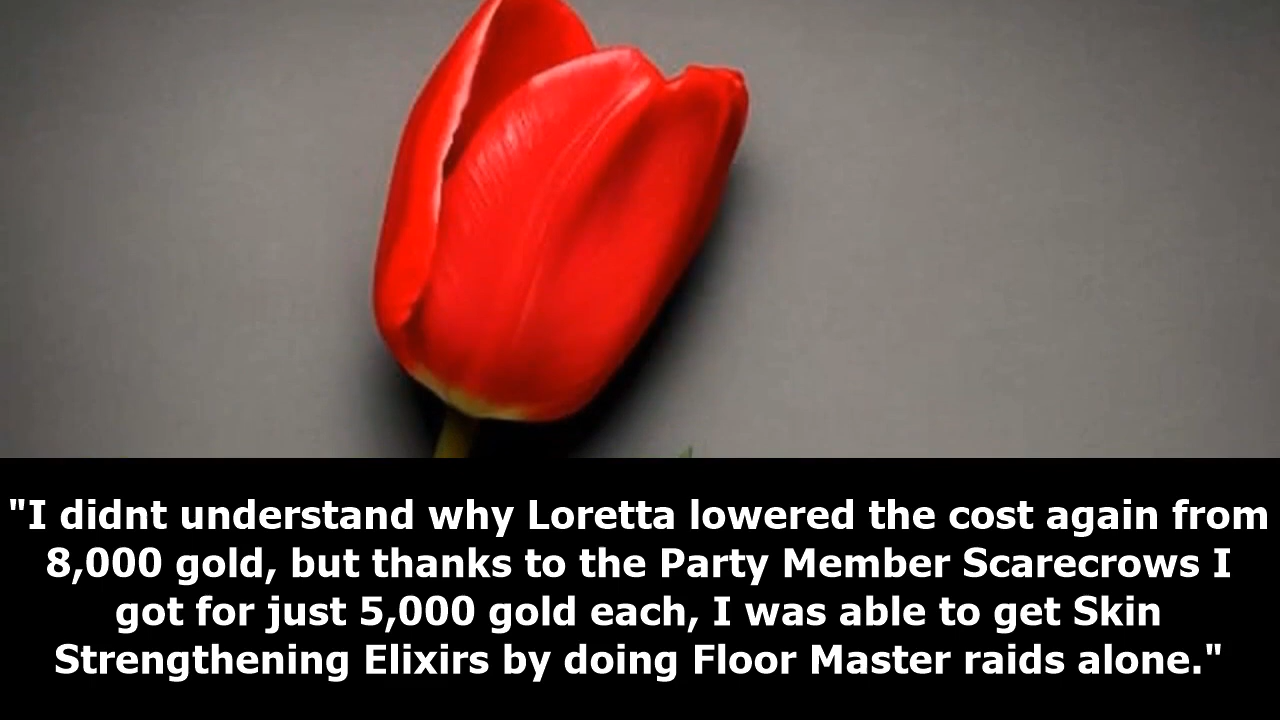 "I didnt understand why Loretta lowered the cost again from
8,000 gold, but thanks to the Party Member Scarecrows I
got for just 5,000 gold each, I was able to get Skin
Strengthening Elixirs by doing Floor Master raids alone."